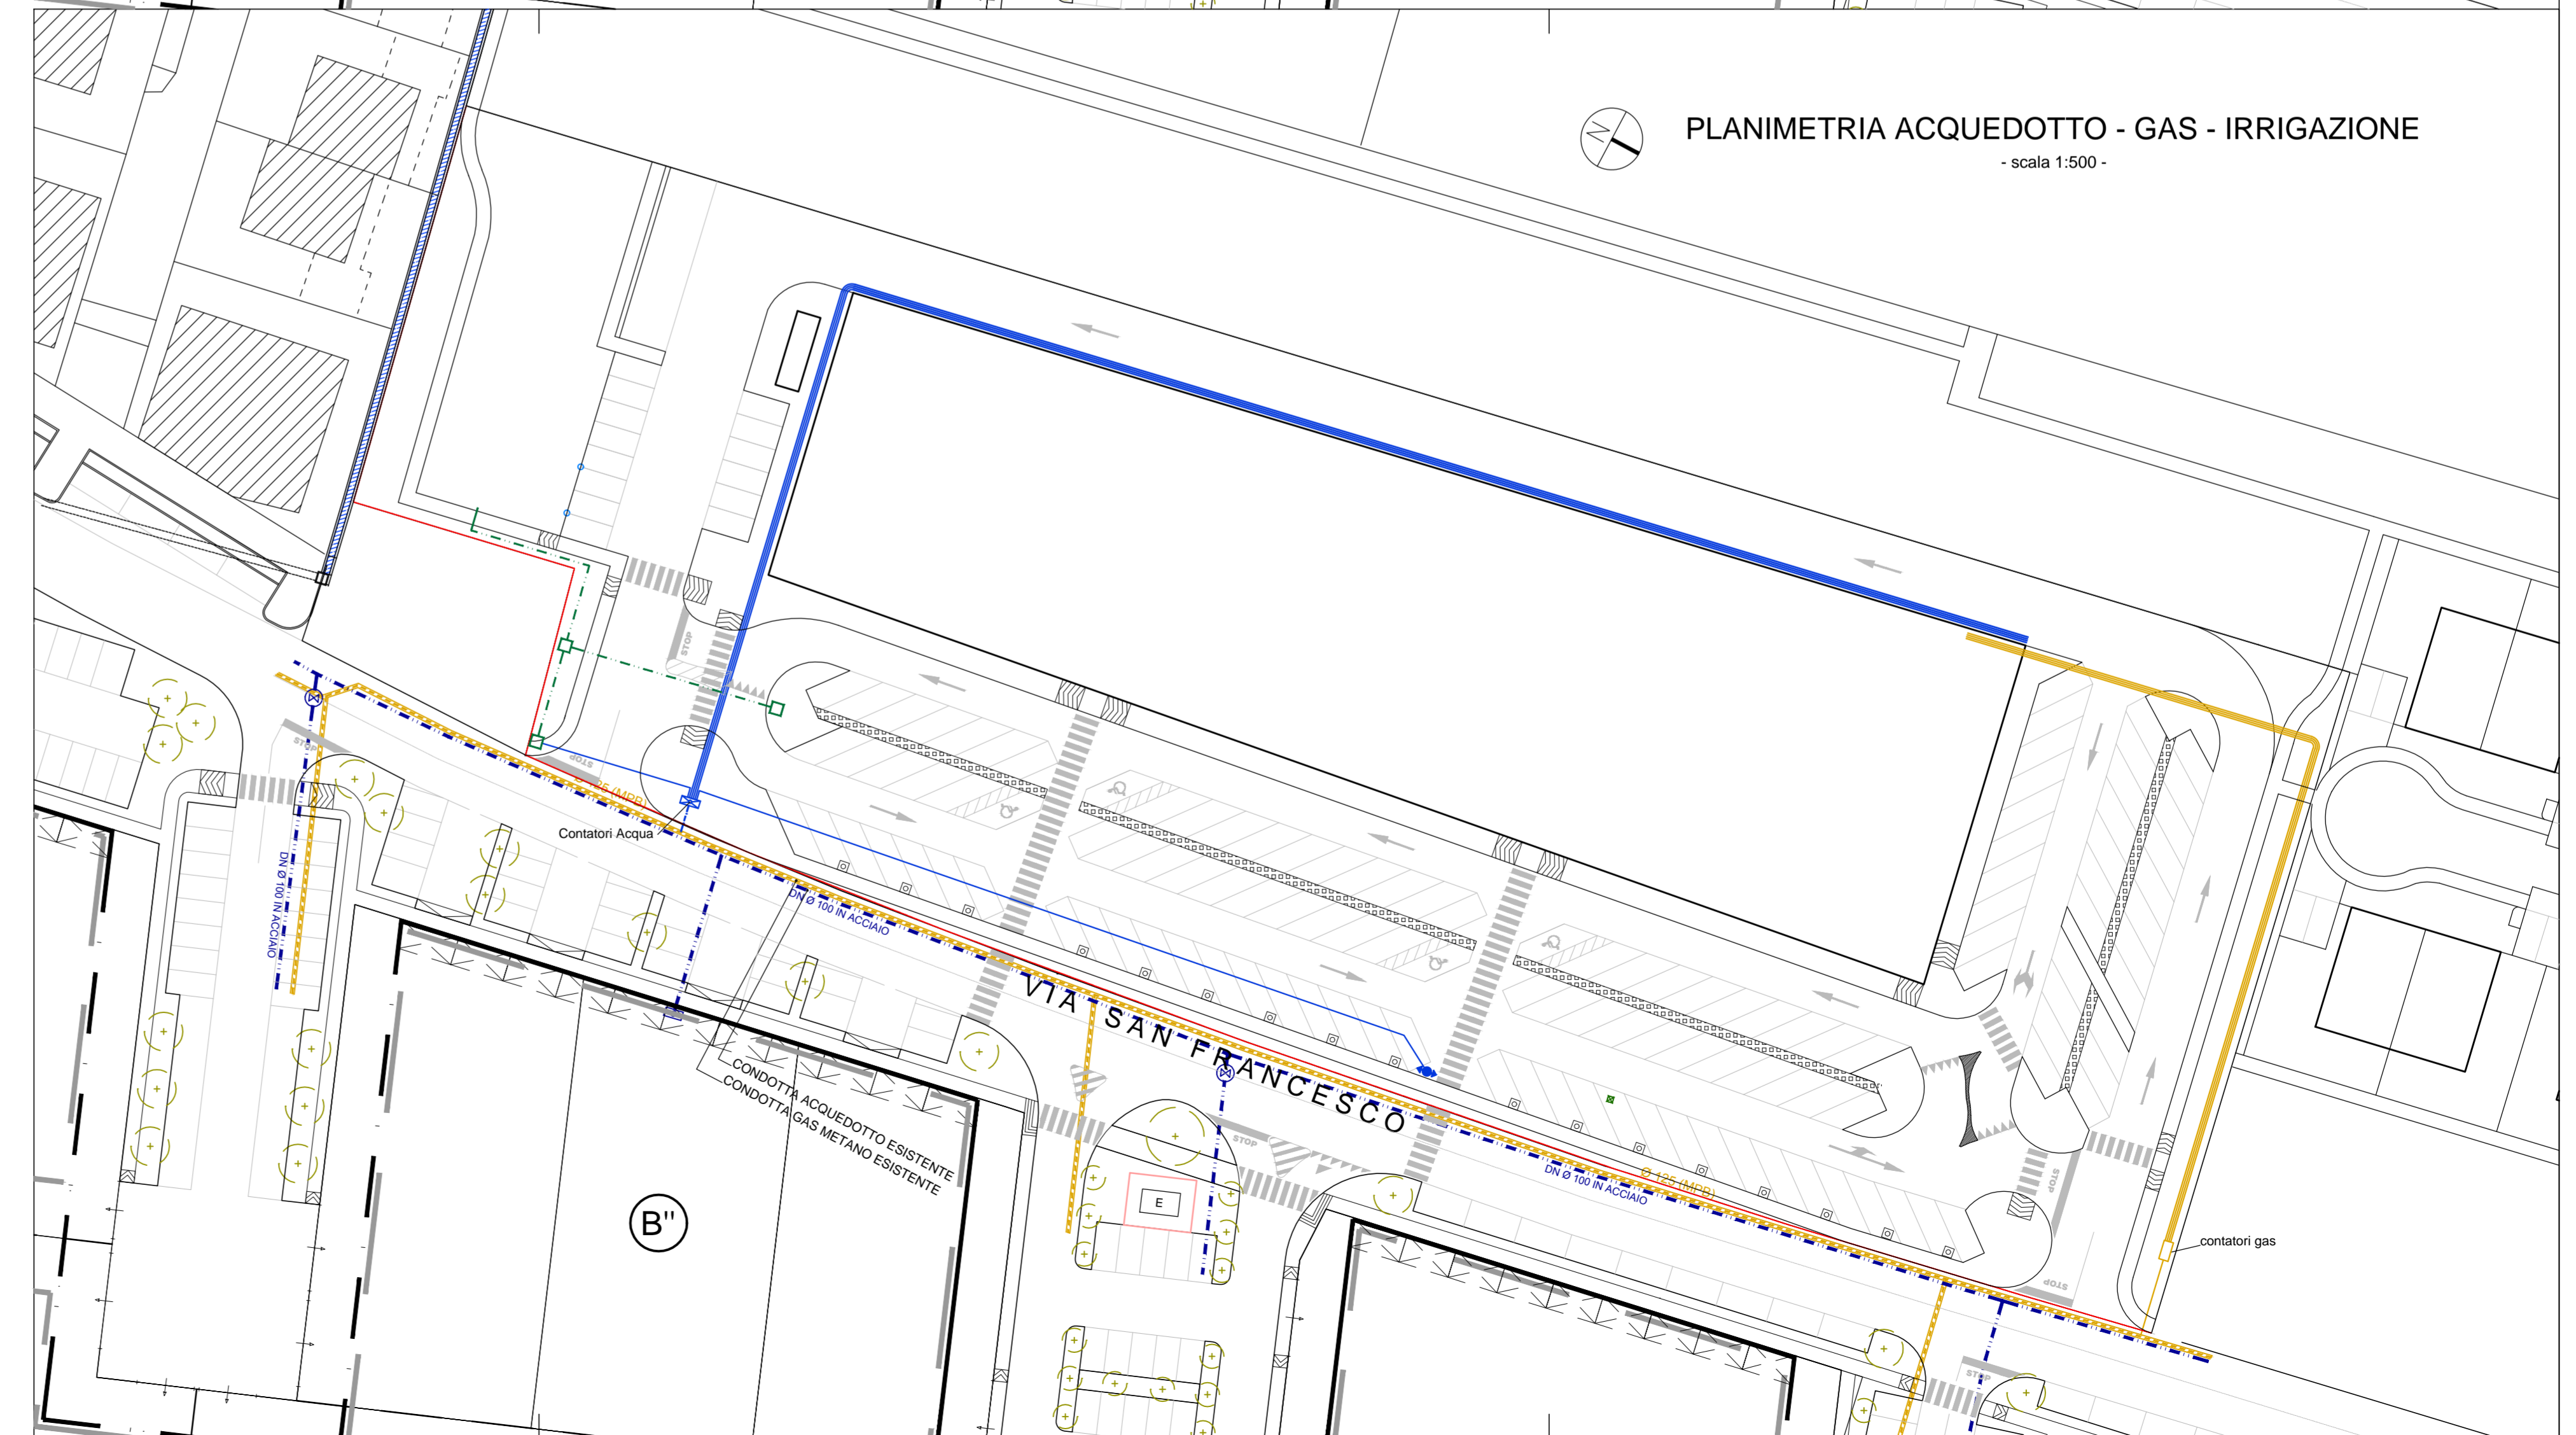 N
PLANIMETRIA ACQUEDOTTO - GAS - IRRIGAZIONE
- scala 1:500 -
STOP
STOP
STOP
Contatori Acqua
DN Ø 100 IN ACCIAIO
DN Ø 100 IN ACCIAIO
VIA SAN FRANCESCO
CONDOTTA ACQUEDOTTO ESISTENTE
CONDOTTA GAS METANO ESISTENTE
STOP
DN Ø 100 IN ACCIAIO
Ø 125 (MPB)
E
B"
STOP
contatori gas
STOP
STOP